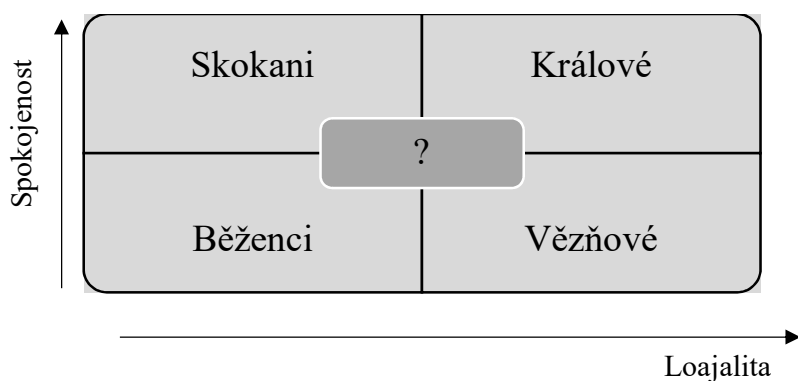 Spokojenost
Skokani
Králové
?
Běženci
Vězňové
Loajalita